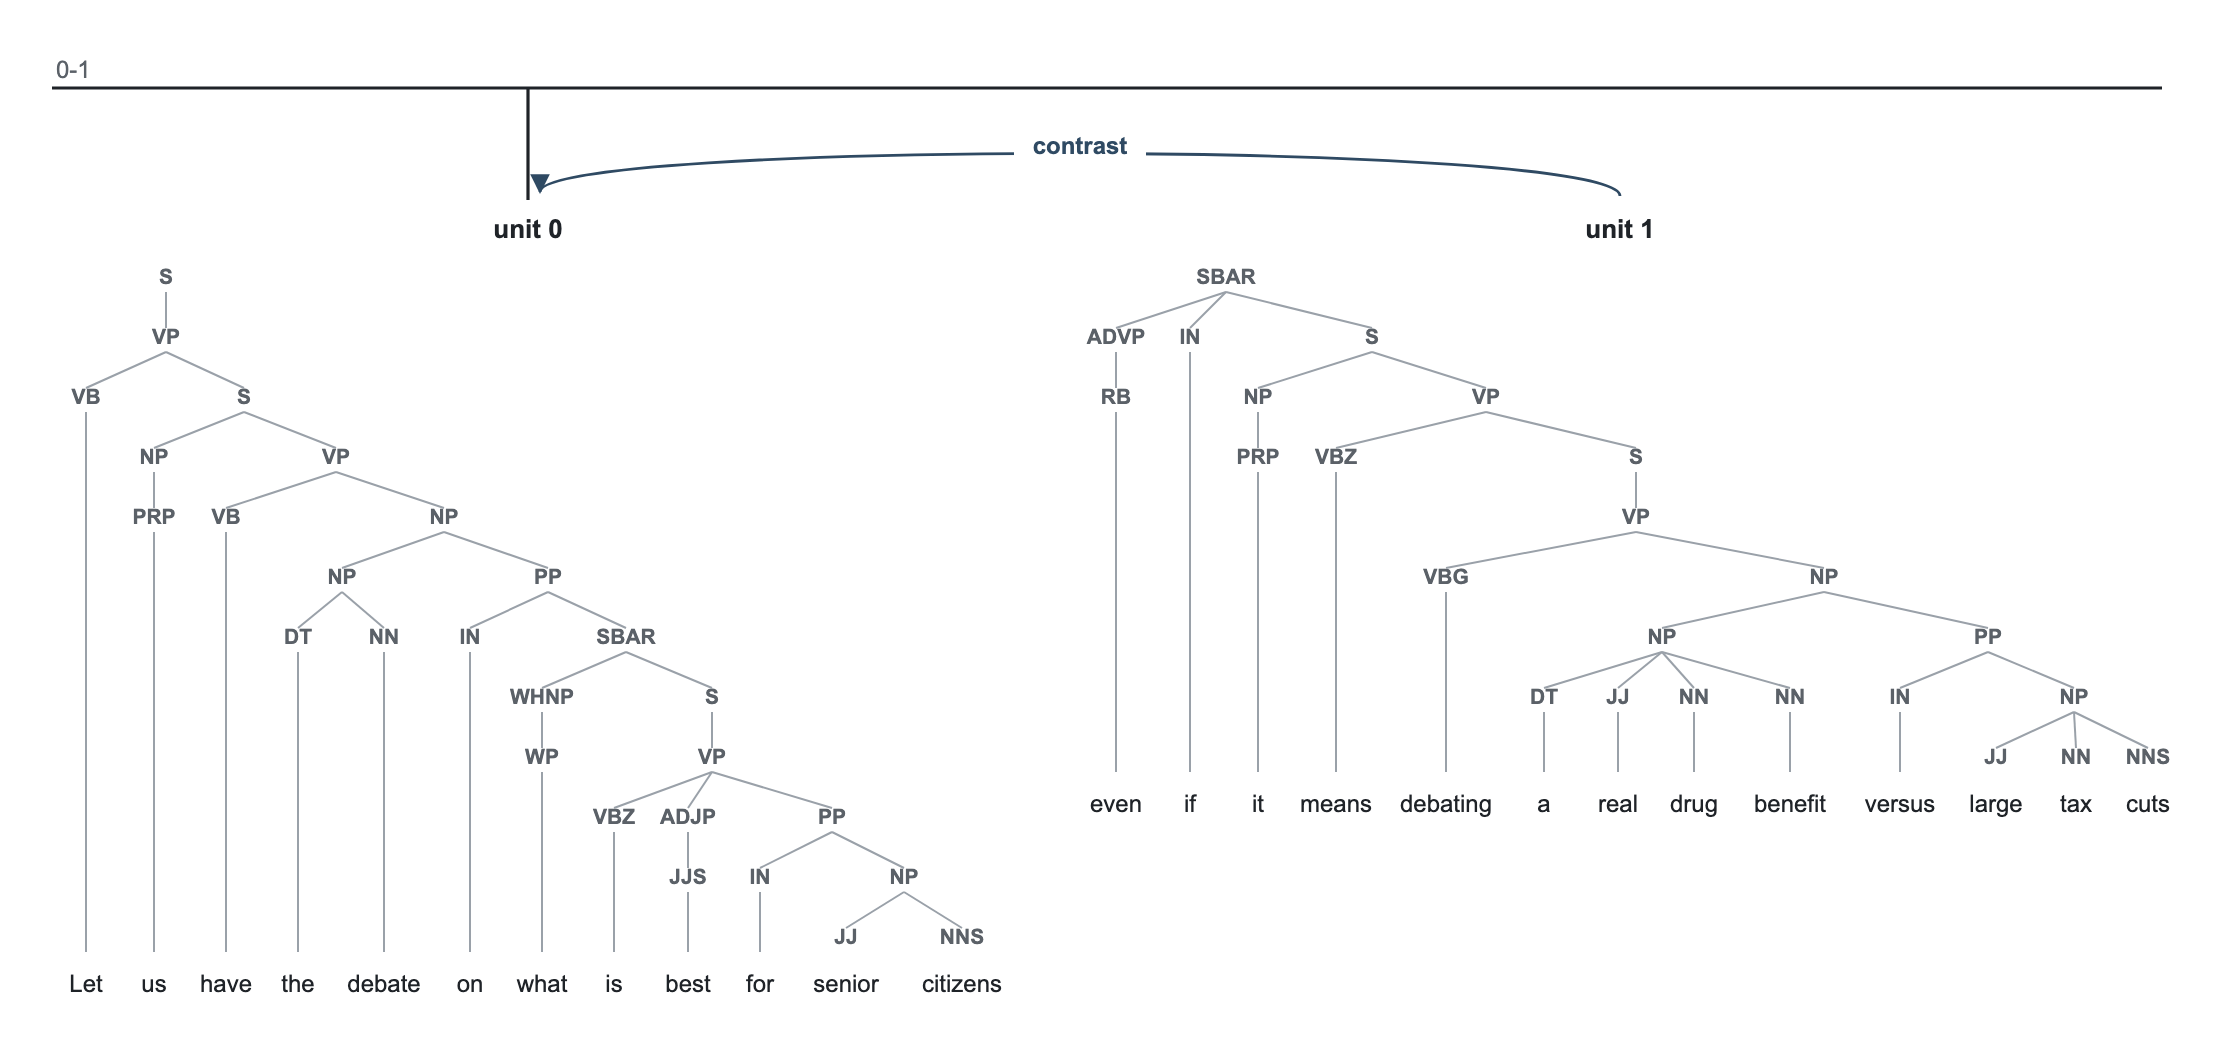 0-1
contrast
unit 0 unit 1
S SBAR
VP ADVP IN S
VB S RB NP VP
NP VP PRP VBZ S
PRP VB NP VP
NP PP VBG NP
DT NN IN SBAR NP PP
WHNP S DT JJ NN NN IN NP
WP VP JJ NN NNS
even if it means debating a real drug benefit versus large tax cuts
VBZ ADJP PP
JJS IN NP
JJ NNS
Let us have the debate on what is best for senior citizens